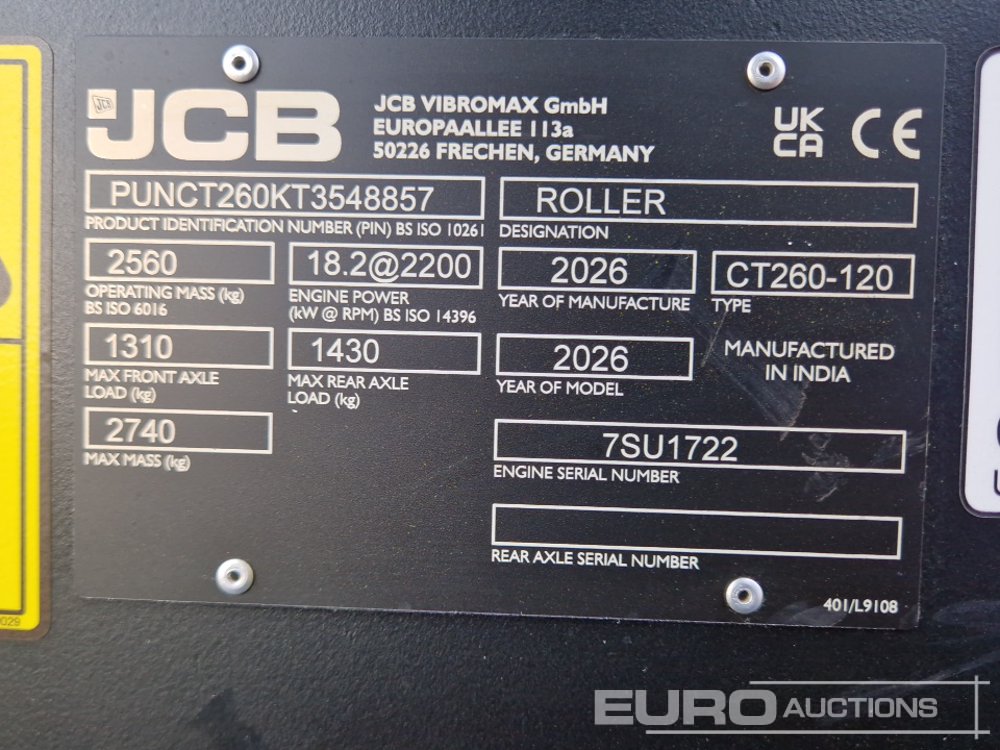 JCB
JCB VIBROMAX GmbH
EUROPAALLEE 113a
50226 FRECHEN, GERMANY
UK
CA
CE
PUNCT260KT3548857
PRODUCT IDENTIFICATION NUMBER (PIN) BS ISO 10261
ROLLER
DESIGNATION
2560
OPERATING MASS (kg)
BS ISO 6016
18.2@2200
ENGINE POWER
(kW @ RPM) BS ISO 14396
2026
YEAR OF MANUFACTURE
CT260-120
TYPE
1310
MAX FRONT AXLE
LOAD (kg)
1430
MAX REAR AXLE
LOAD (kg)
2026
YEAR OF MODEL
MANUFACTURED
IN INDIA
2740
MAX MASS (kg)
7SU1722
ENGINE SERIAL NUMBER
REAR AXLE SERIAL NUMBER
401/L9108
EURO AUCTIONS